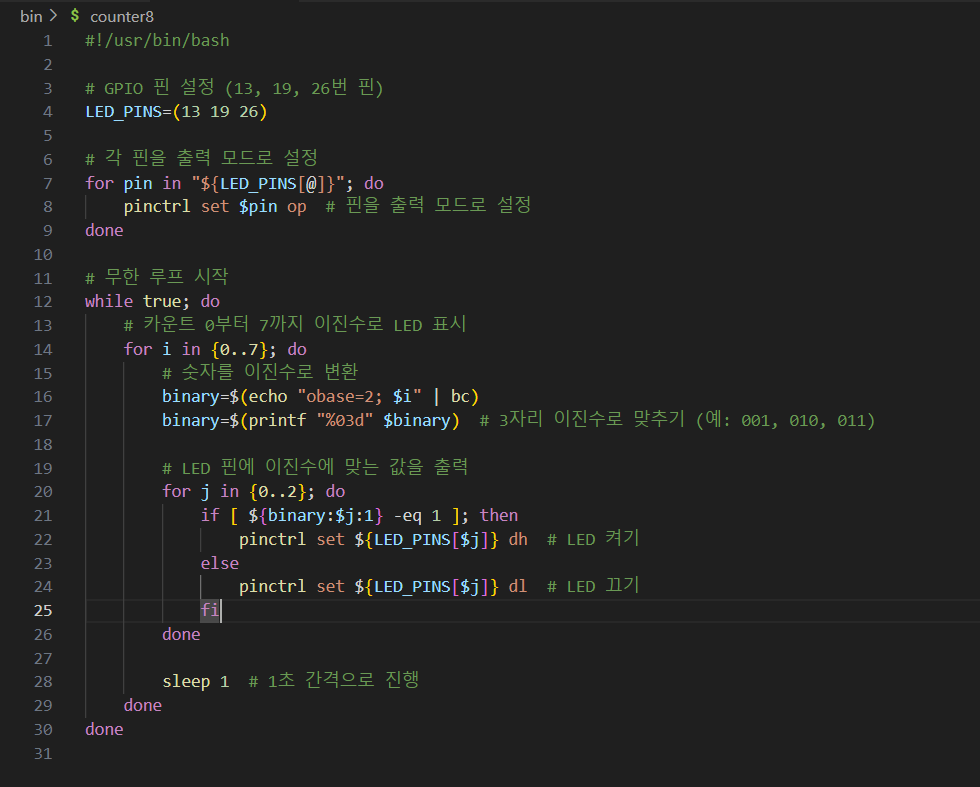 bin > $ counter8
1 #!/usr/bin/bash
2
3 # GPIO 핀 설정 (13, 19, 26번 핀)
4 LED_PINS=(13 19 26)
5
6 # 각 핀을 출력 모드로 설정
7 for pin in "${LED_PINS[@]}"; do
8     pinctrl set $pin op  # 핀을 출력 모드로 설정
9 done
10
11 # 무한 루프 시작
12 while true; do
13     # 카운트 0부터 7까지 이진수로 LED 표시
14     for i in {0..7}; do
15         # 숫자를 이진수로 변환
16         binary=$(echo "obase=2; $i" | bc)
17         binary=$(printf "%03d" $binary)  # 3자리 이진수로 맞추기 (예: 001, 010, 011)
18
19         # LED 핀에 이진수에 맞는 값을 출력
20         for j in {0..2}; do
21             if [ ${binary:$j:1} -eq 1 ]; then
22                 pinctrl set ${LED_PINS[$j]} dh  # LED 켜기
23             else
24                 pinctrl set ${LED_PINS[$j]} dl  # LED 끄기
25             fi
26         done
27
28         sleep 1  # 1초 간격으로 진행
29     done
30 done
31